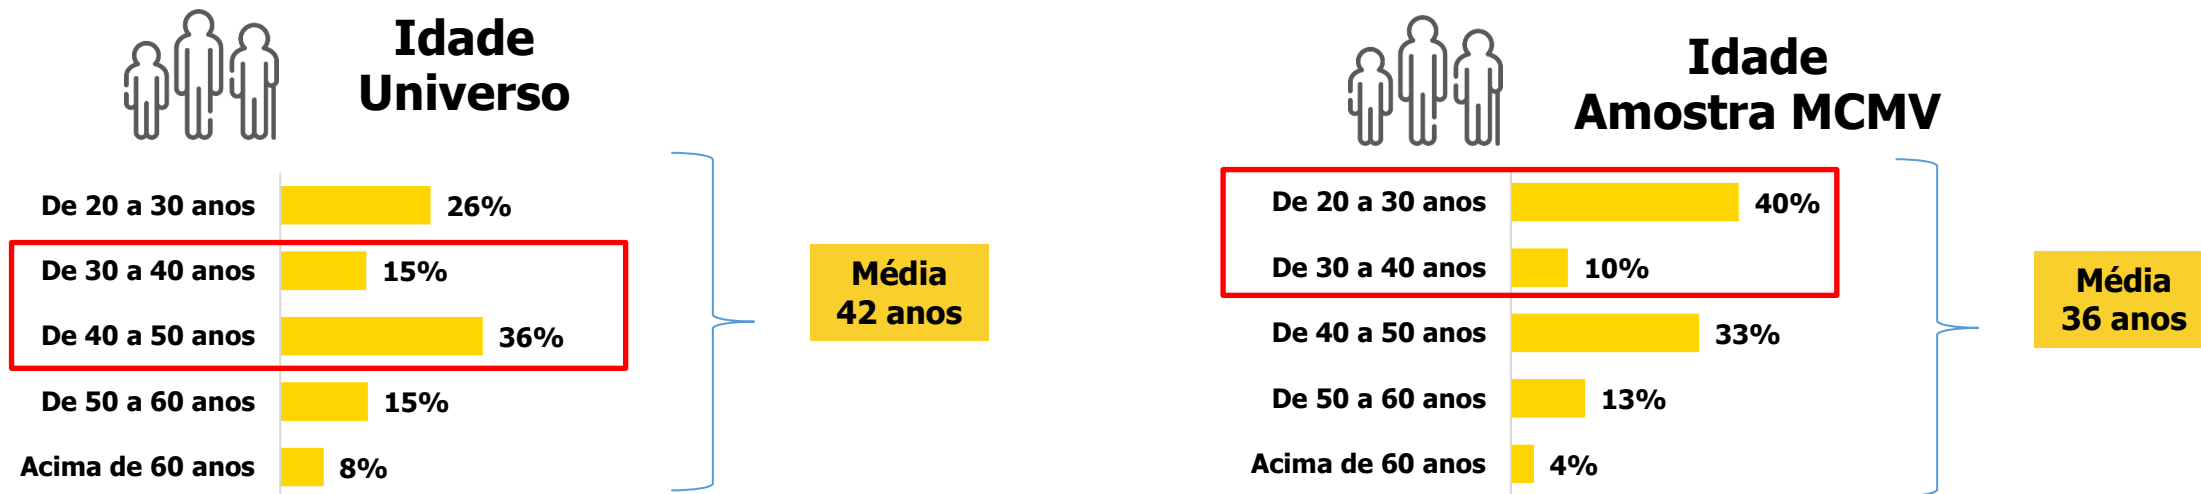 Idade
Universo
De 20 a 30 anos 26%
De 30 a 40 anos 15%
De 40 a 50 anos 36%
De 50 a 60 anos 15%
Acima de 60 anos 8%
Média
42 anos
Idade
Amostra MCMV
De 20 a 30 anos 40%
De 30 a 40 anos 10%
De 40 a 50 anos 33%
De 50 a 60 anos 13%
Acima de 60 anos 4%
Média
36 anos